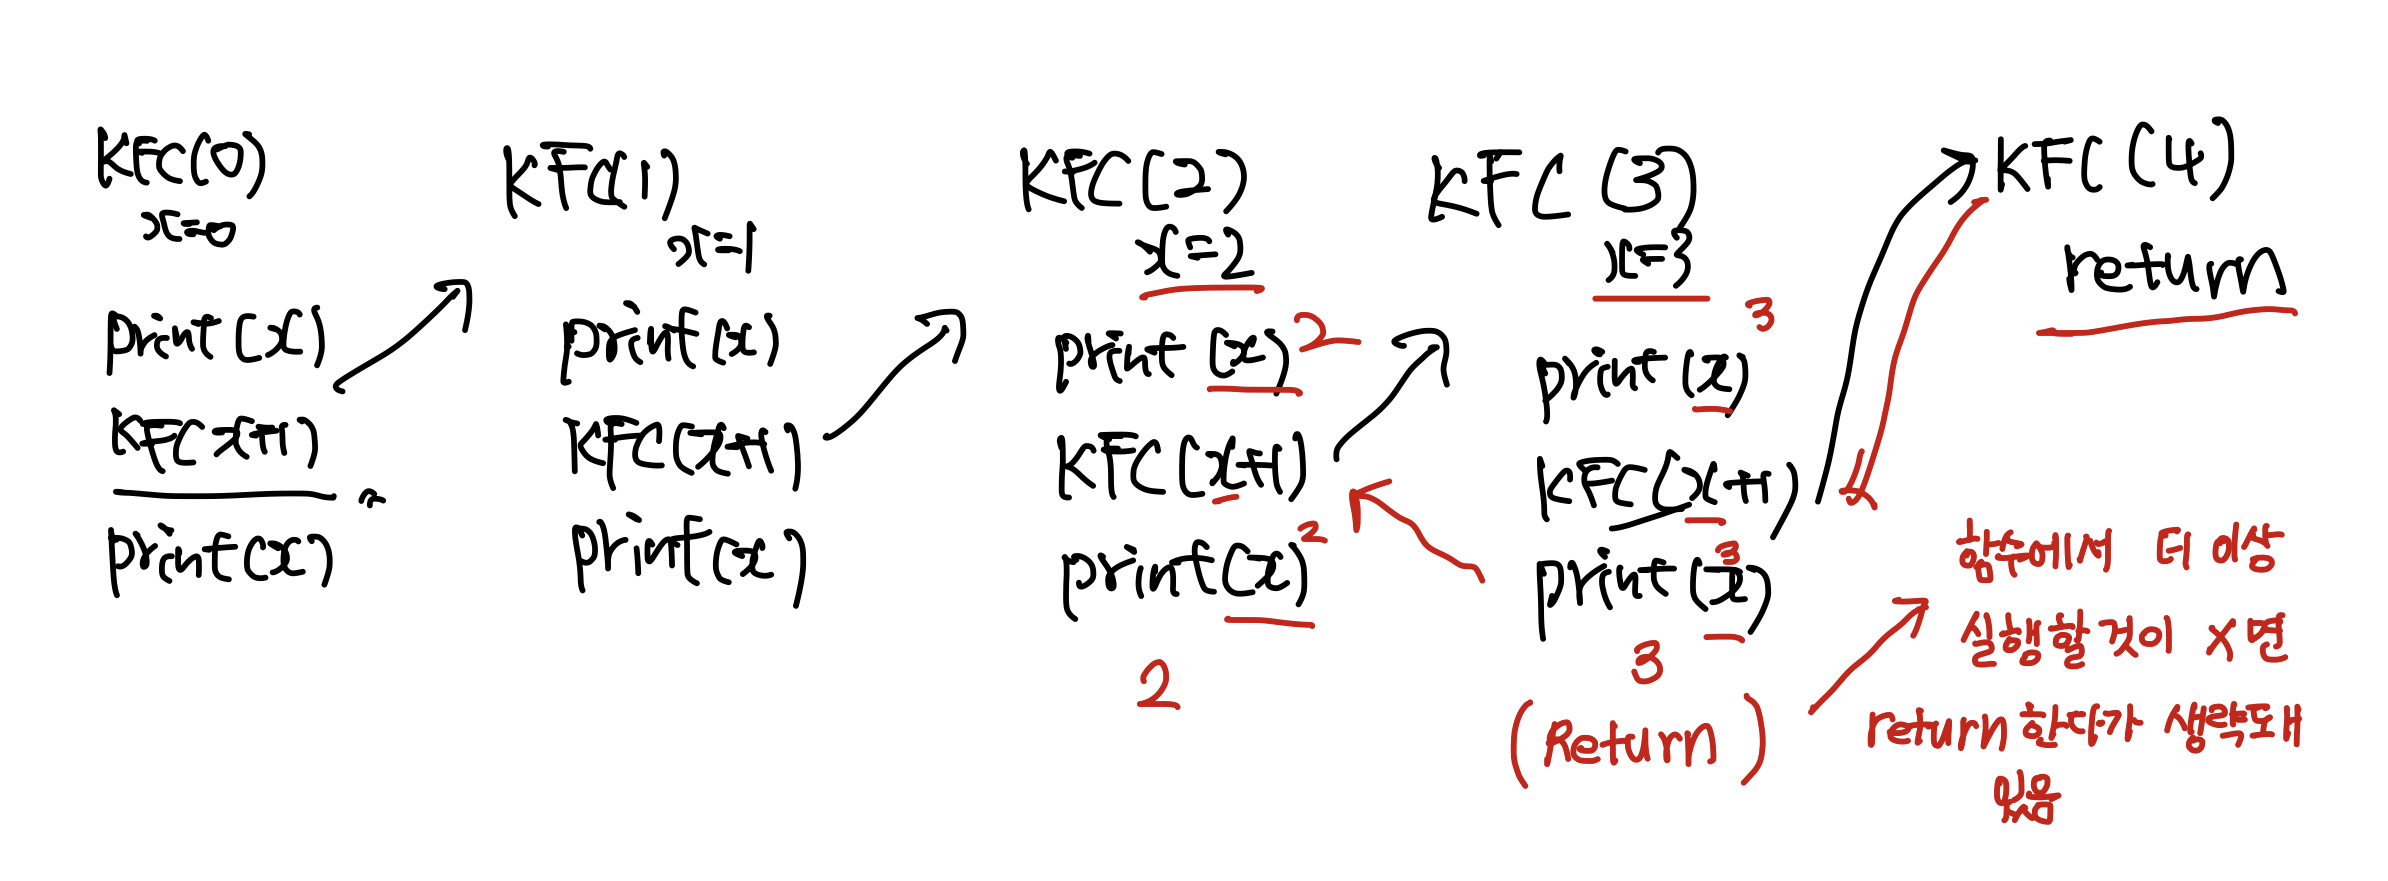 KFC(0)
x=0
print(x)
KFCx+1)
print(x)
KFC(1)
x=1
print(x)
KFC(x+1)
print(x)
KFC(2)
x=2
print(x) 2
KFC(x+1)
2
print(x)
2
KFC(3)
x=3
3
print(x)
KFC(x+1)
3
print(x)
3
(Return)
KFC(4)
return
함수에서 더 이상
실행할 것이 x면
return 한다가 생략돼
있음